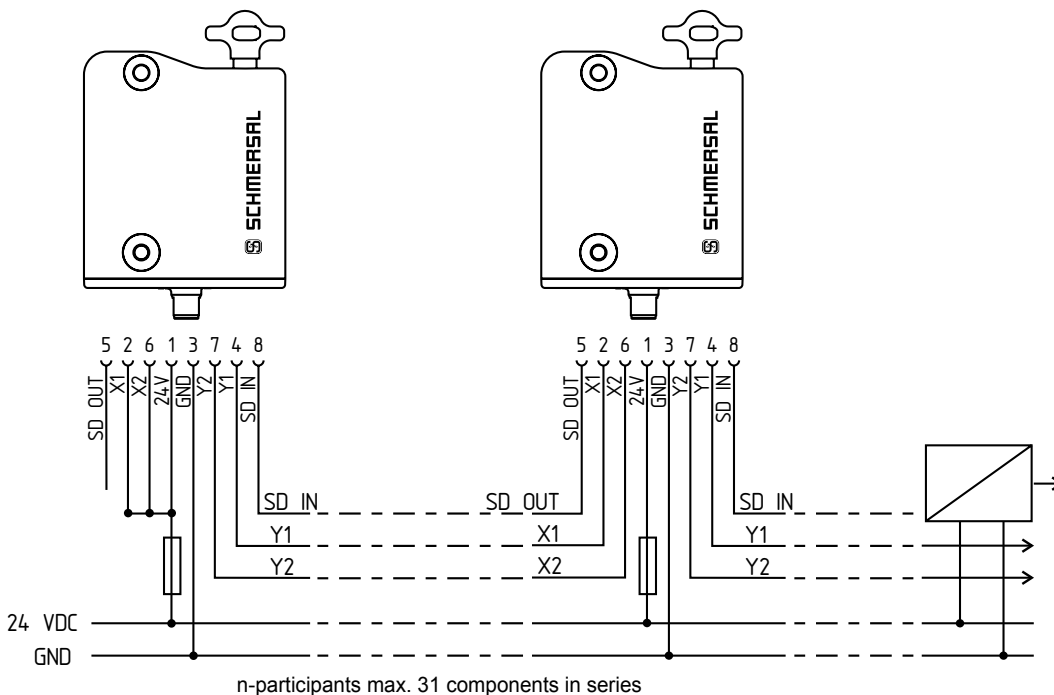 SCHMERSAL
SCHMERSAL
5 2 6 1 3 7 4 8
5 2 6 1 3 7 4 8
SD OUT
X1
X2
24V
GND
Y2
Y1
SD IN
SD OUT
X1
X2
24V
GND
Y2
Y1
SD IN
SD IN
SD OUT
SD IN
Y1
X1
Y1
Y2
X2
Y2
24 VDC
GND
n-participants max. 31 components in series